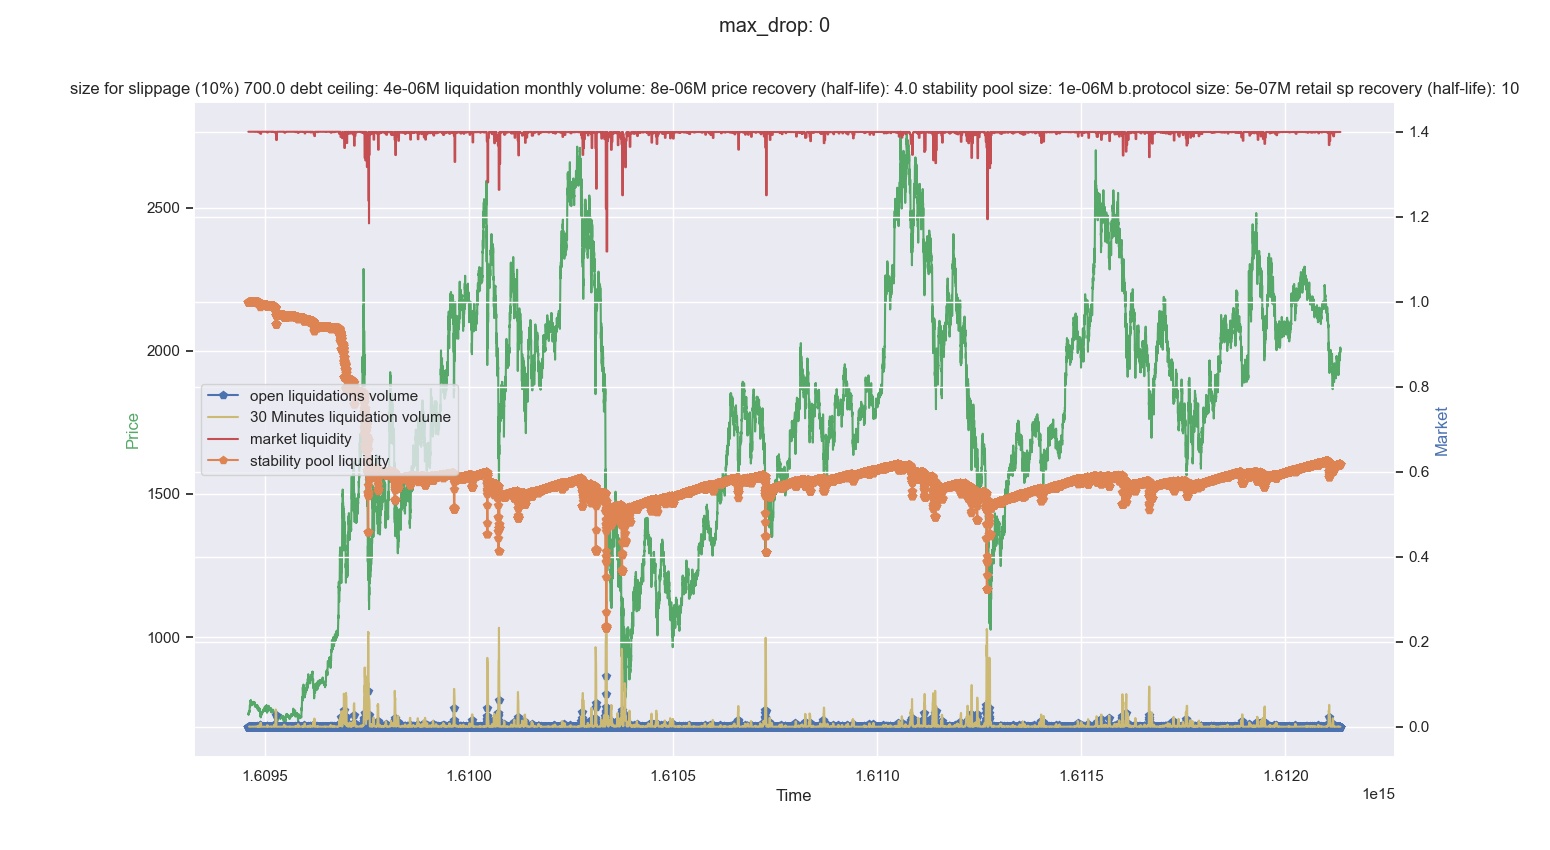 max_drop: 0
size for slippage (10%) 700.0 debt ceiling: 4e-06M liquidation monthly volume: 8e-06M price recovery (half-life): 4.0 stability pool size: 1e-06M b.protocol size: 5e-07M retail sp recovery (half-life): 10
1.4
2500
1.2
1.0
2000
0.8
open liquidations volume
30 Minutes liquidation volume
market liquidity
stability pool liquidity
Price
Market
0.6
1500
0.4
1000
0.2
0.0
1.6095 1.6100 1.6105 1.6110 1.6115 1.6120
Time
1e15